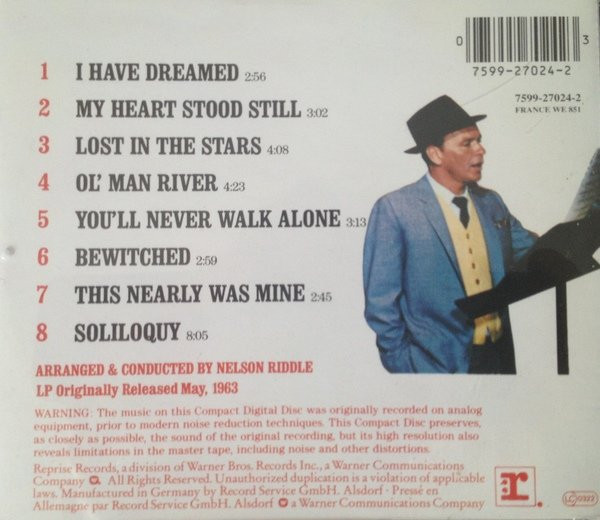 1 I HAVE DREAMED 2:56
2 MY HEART STOOD STILL 3:02
3 LOST IN THE STARS 4:08
4 OL' MAN RIVER 4:23
5 YOU'LL NEVER WALK ALONE 3:13
6 BEWITCHED 2:59
7 THIS NEARLY WAS MINE 2:45
8 SOLILOQUY 8:05
0 7599-27024-2 3
7599-27024-2
FRANCE WE 851
ARRANGED & CONDUCTED BY NELSON RIDDLE
LP Originally Released May, 1963
WARNING: The music on this Compact Digital Disc was originally recorded on analog
equipment, prior to modern noise reduction techniques. This Compact Disc preserves,
as closely as possible, the sound of the original recording, but its high resolution also
reveals limitations in the master tape, including noise and other distortions.
Reprise Records, a division of Warner Bros. Records Inc., a Warner Communications
Company. All Rights Reserved. Unauthorized duplication is a violation of applicable
laws. Manufactured in Germany by Record Service GmbH. Alsdorf · Pressé en
Allemagne par Record Service GmbH. Alsdorf a Warner Communications Company
r.